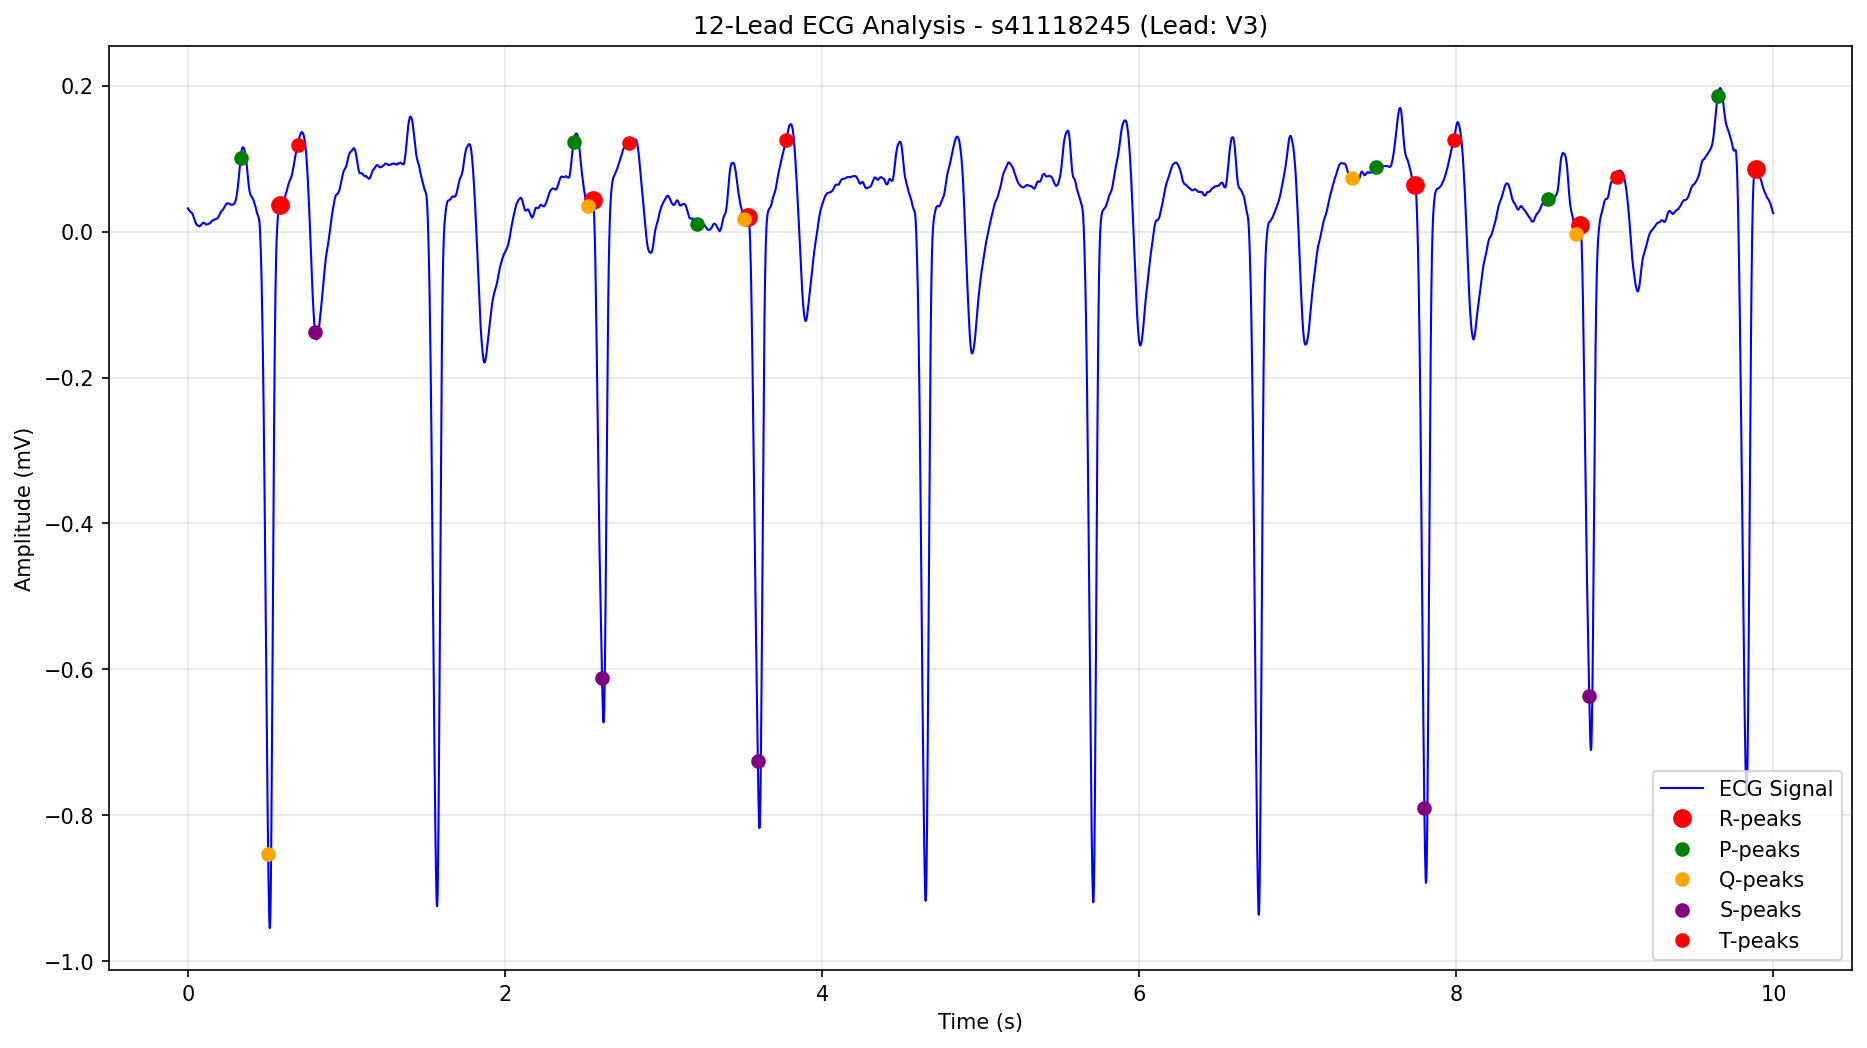 12-Lead ECG Analysis - s41118245 (Lead: V3)
Amplitude (mV)
0.2
0.0
−0.2
−0.4
−0.6
−0.8
−1.0
ECG Signal
R-peaks
P-peaks
Q-peaks
S-peaks
T-peaks
0 2 4 6 8 10
Time (s)